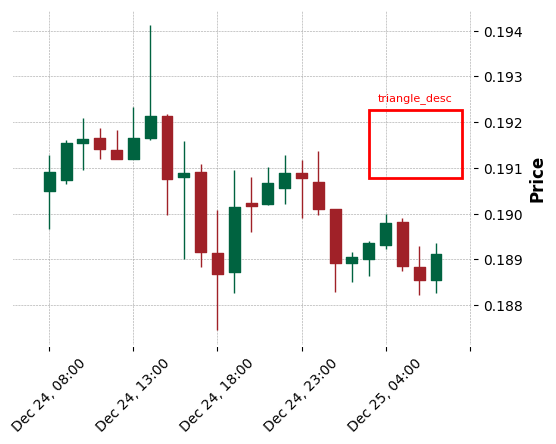 triangle_desc
0.194
0.193
0.192
0.191
0.190
0.189
0.188
Price
Dec 24, 08:00
Dec 24, 13:00
Dec 24, 18:00
Dec 24, 23:00
Dec 25, 04:00